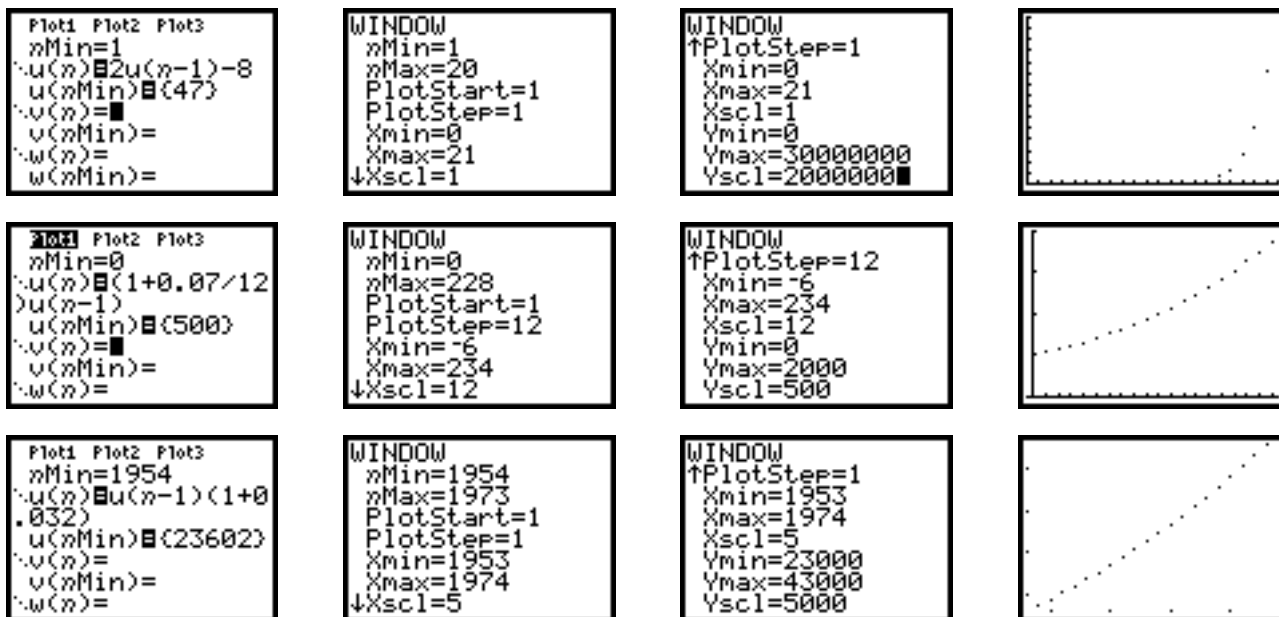 Plot1 Plot2 Plot3
nMin=1
u(n)=2u(n-1)-8
u(nMin)={47}
v(n)=
v(nMin)=
w(n)=
w(nMin)=
WINDOW
nMin=1
nMax=20
PlotStart=1
PlotStep=1
Xmin=0
Xmax=21
↓Xscl=1
WINDOW
↑PlotStep=1
Xmin=0
Xmax=21
Xscl=1
Ymin=0
Ymax=30000000
Yscl=2000000
Plot1 Plot2 Plot3
nMin=0
u(n)=(1+0.07/12
)u(n-1)
u(nMin)={500}
v(n)=
v(nMin)=
w(n)=
WINDOW
nMin=0
nMax=228
PlotStart=1
PlotStep=12
Xmin=-6
Xmax=234
↓Xscl=12
WINDOW
↑PlotStep=12
Xmin=-6
Xmax=234
Xscl=12
Ymin=0
Ymax=2000
Yscl=500
Plot1 Plot2 Plot3
nMin=1954
u(n)=u(n-1)(1+0
.032)
u(nMin)={23602}
v(n)=
v(nMin)=
w(n)=
WINDOW
nMin=1954
nMax=1973
PlotStart=1
PlotStep=1
Xmin=1953
Xmax=1974
↓Xscl=5
WINDOW
↑PlotStep=1
Xmin=1953
Xmax=1974
Xscl=5
Ymin=23000
Ymax=43000
Yscl=5000